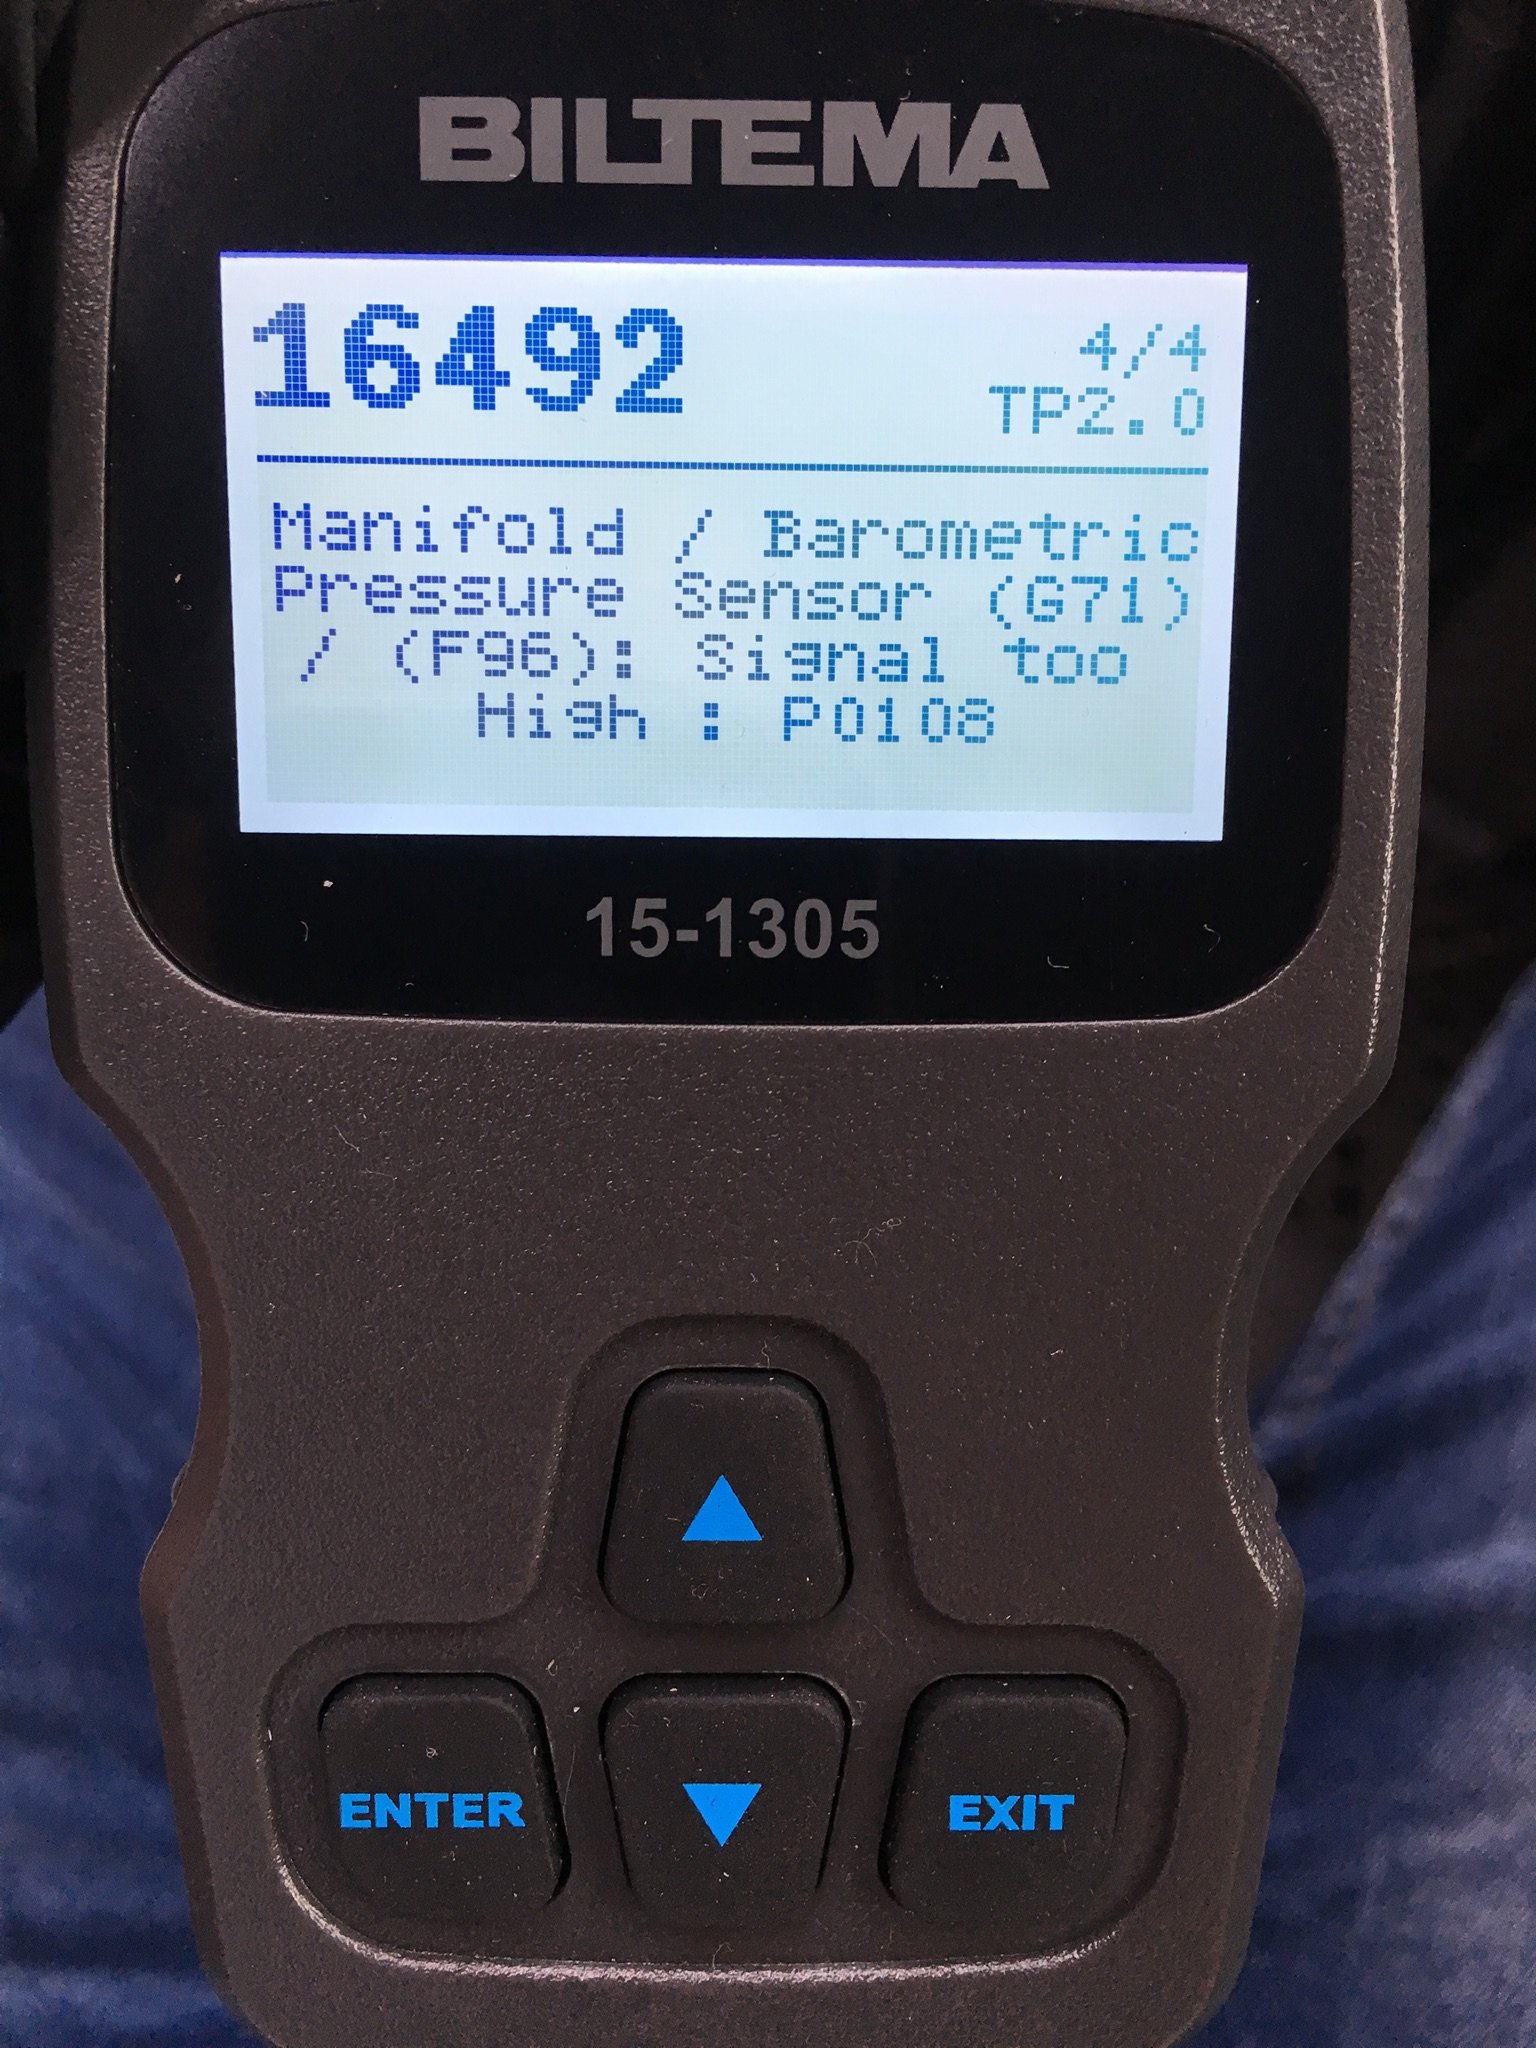 BILTEMA
16492
4/4
TP2.0
Manifold / Barometric
Pressure Sensor (G71)
/ (F96): Signal too
High : P0108
15-1305
▲
ENTER
▼
EXIT